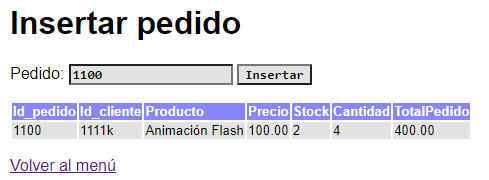 Insertar pedido
Pedido: 1100 Insertar
Id_pedido Id_cliente Producto Precio Stock Cantidad TotalPedido
1100 1111k Animación Flash 100.00 2 4 400.00
Volver al menú